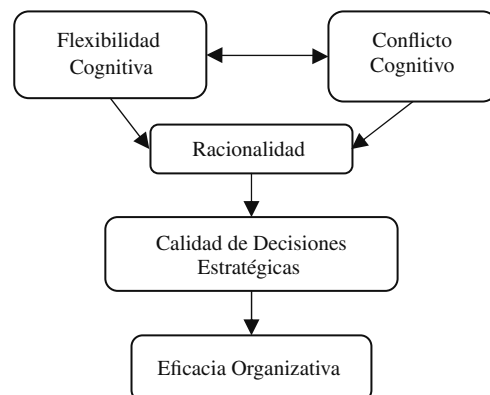 Flexibilidad
Cognitiva
Conflicto
Cognitivo
Racionalidad
Calidad de Decisiones
Estratégicas
Eficacia Organizativa